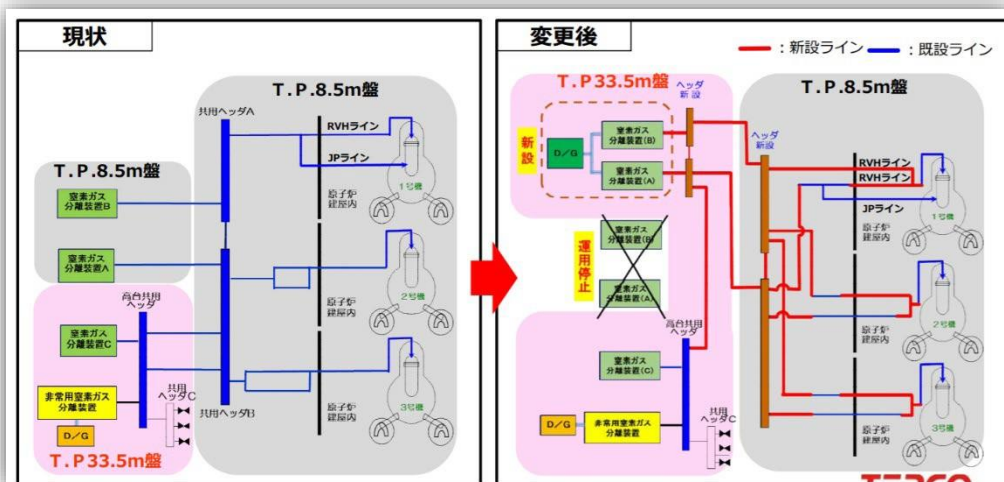 現状
T.P.8.5m盤
共用ヘッダA
RVHライン
JPライン
原子炉
建屋内
1号機
T.P.8.5m盤
窒素ガス
分離装置B
窒素ガス
分離装置A
原子炉
建屋内
2号機
高台共用
ヘッダ
窒素ガス
分離装置C
非常用窒素ガス
分離装置
共用
ヘッダC
D/G
共用ヘッダB
原子炉
建屋内
3号機
T.P33.5m盤
変更後
:新設ライン
:既設ライン
T.P33.5m盤
ヘッダ
新設
T.P.8.5m盤
新設
D/G
窒素ガス
分離装置(B)
窒素ガス
分離装置(A)
ヘッダ
新設
RVHライン
RVHライン
JPライン
原子炉
建屋内
1号機
運用停止
窒素ガス
分離装置(B)
窒素ガス
分離装置(A)
原子炉
建屋内
2号機
高台共用
ヘッダ
窒素ガス
分離装置(C)
D/G
非常用窒素ガス
分離装置
共用
ヘッダC
原子炉
建屋内
3号機
TEPCO